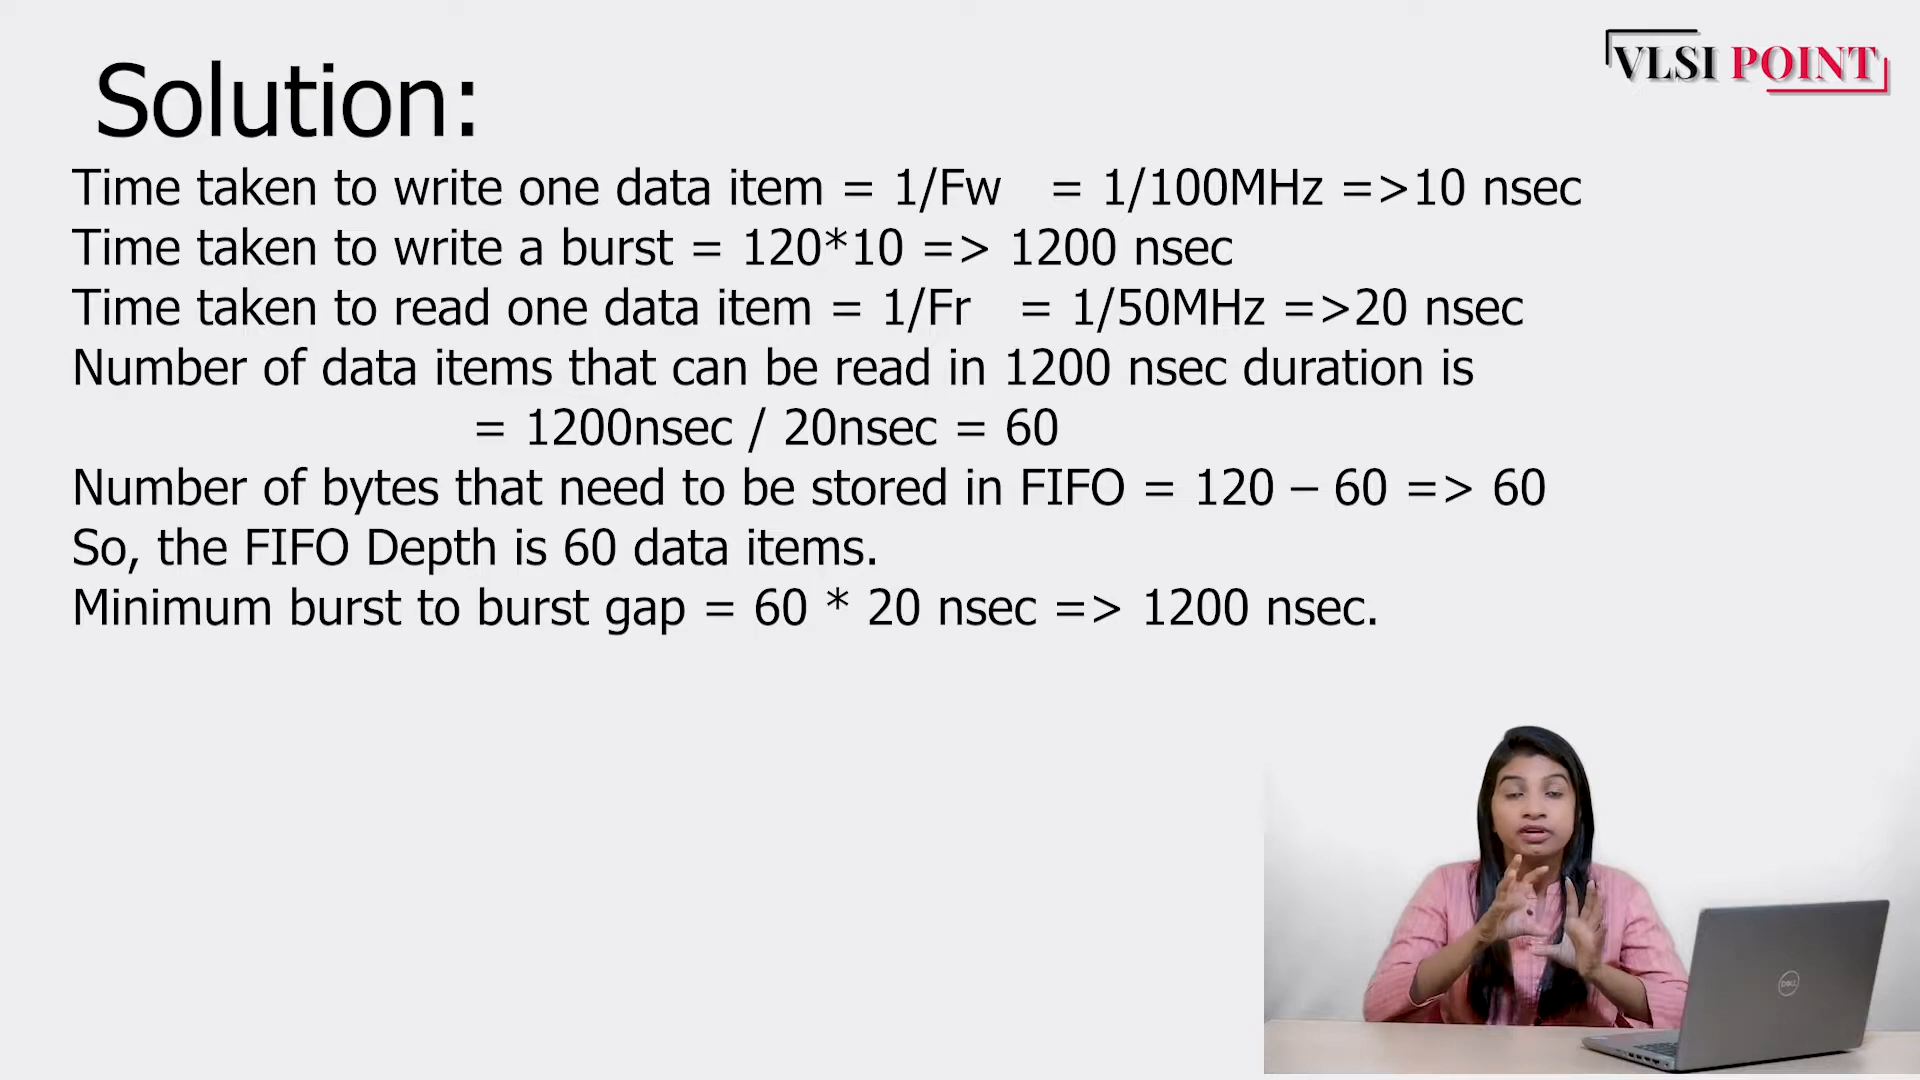 VLSI POINT
Solution:
Time taken to write one data item = 1/Fw = 1/100MHz =>10 nsec
Time taken to write a burst = 120*10 => 1200 nsec
Time taken to read one data item = 1/Fr = 1/50MHz =>20 nsec
Number of data items that can be read in 1200 nsec duration is
= 1200nsec / 20nsec = 60
Number of bytes that need to be stored in FIFO = 120 – 60 => 60
So, the FIFO Depth is 60 data items.
Minimum burst to burst gap = 60 * 20 nsec => 1200 nsec.
DELL